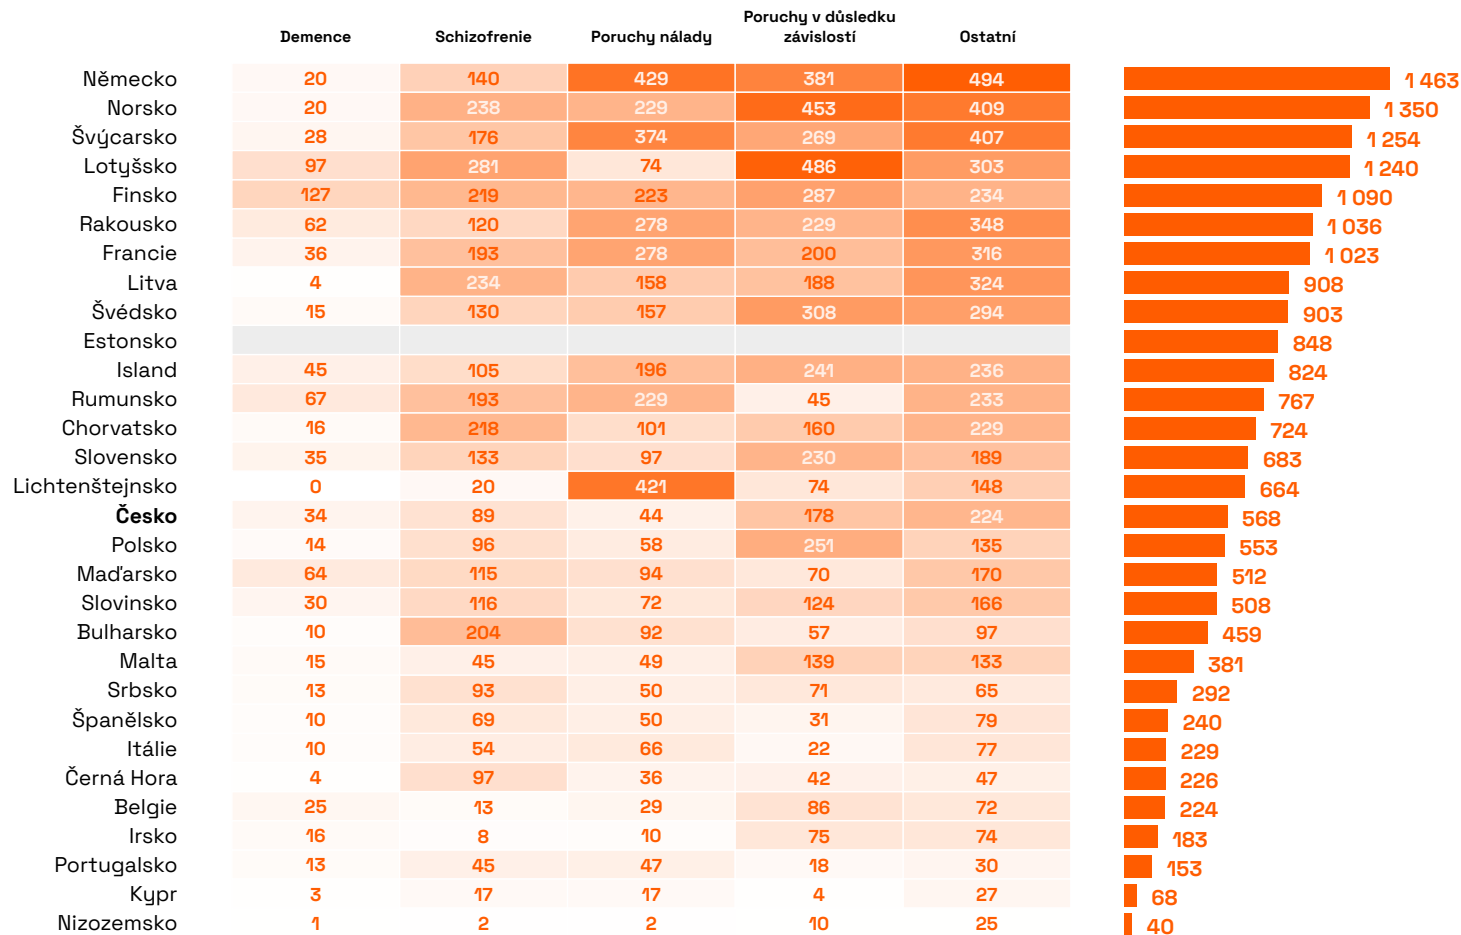 Demence Schizofrenie Poruchy nálady Poruchy v důsledku
závislostí Ostatní
Německo 20 140 429 381 494 1 463
Norsko 20 238 229 453 409 1 350
Švýcarsko 28 176 374 269 407 1 254
Lotyšsko 97 281 74 486 303 1 240
Finsko 127 219 223 287 234 1 090
Rakousko 62 120 278 229 348 1 036
Francie 36 193 278 200 316 1 023
Litva 4 234 158 188 324 908
Švédsko 15 130 157 308 294 903
Estonsko 848
Island 45 105 196 241 236 824
Rumunsko 67 193 229 45 233 767
Chorvatsko 16 218 101 160 229 724
Slovensko 35 133 97 230 189 683
Lichtenštejnsko 0 20 421 74 148 664
Česko 34 89 44 178 224 568
Polsko 14 96 58 251 135 553
Maďarsko 64 115 94 70 170 512
Slovinsko 30 116 72 124 166 508
Bulharsko 10 204 92 57 97 459
Malta 15 45 49 139 133 381
Srbsko 13 93 50 71 65 292
Španělsko 10 69 50 31 79 240
Itálie 10 54 66 22 77 229
Černá Hora 4 97 36 42 47 226
Belgie 25 13 29 86 72 224
Irsko 16 8 10 75 74 183
Portugalsko 13 45 47 18 30 153
Kypr 3 17 17 4 27 68
Nizozemsko 1 2 2 10 25 40